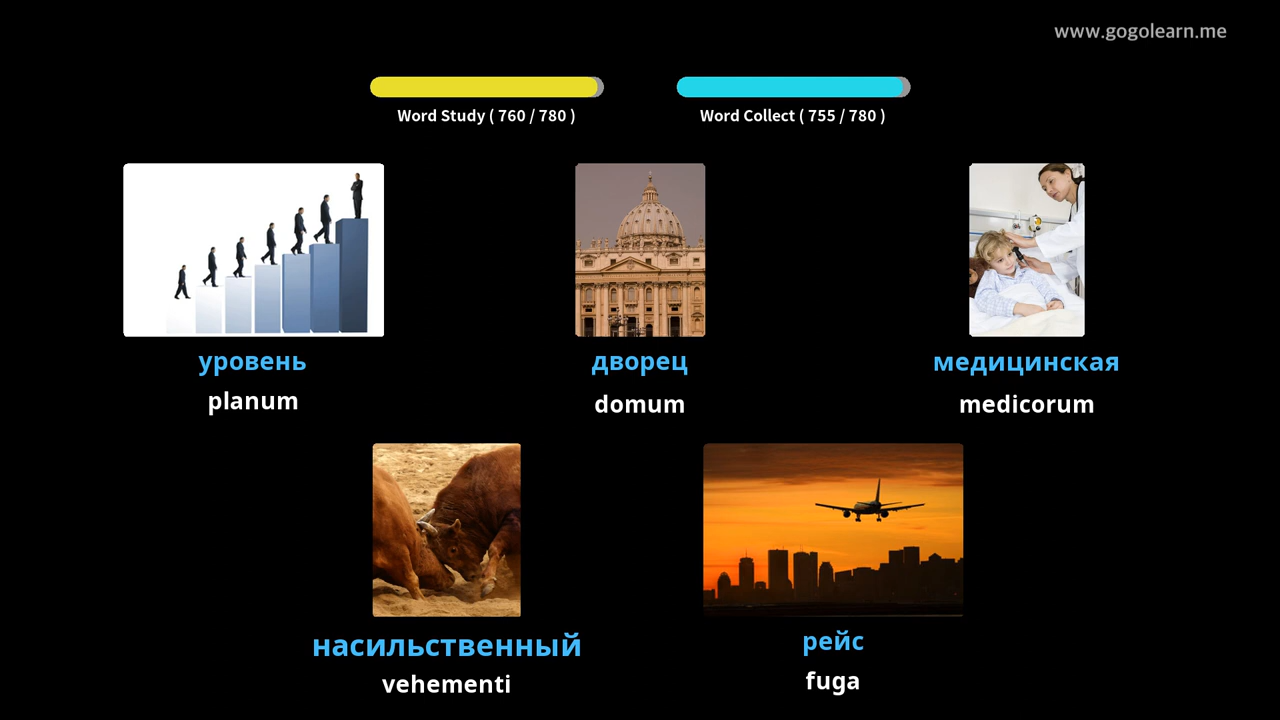 www.gogolearn.me
Word Study ( 760 / 780 )
Word Collect ( 755 / 780 )
уровень
planum
дворец
domum
медицинская
medicorum
насильственный
vehementi
рейс
fuga